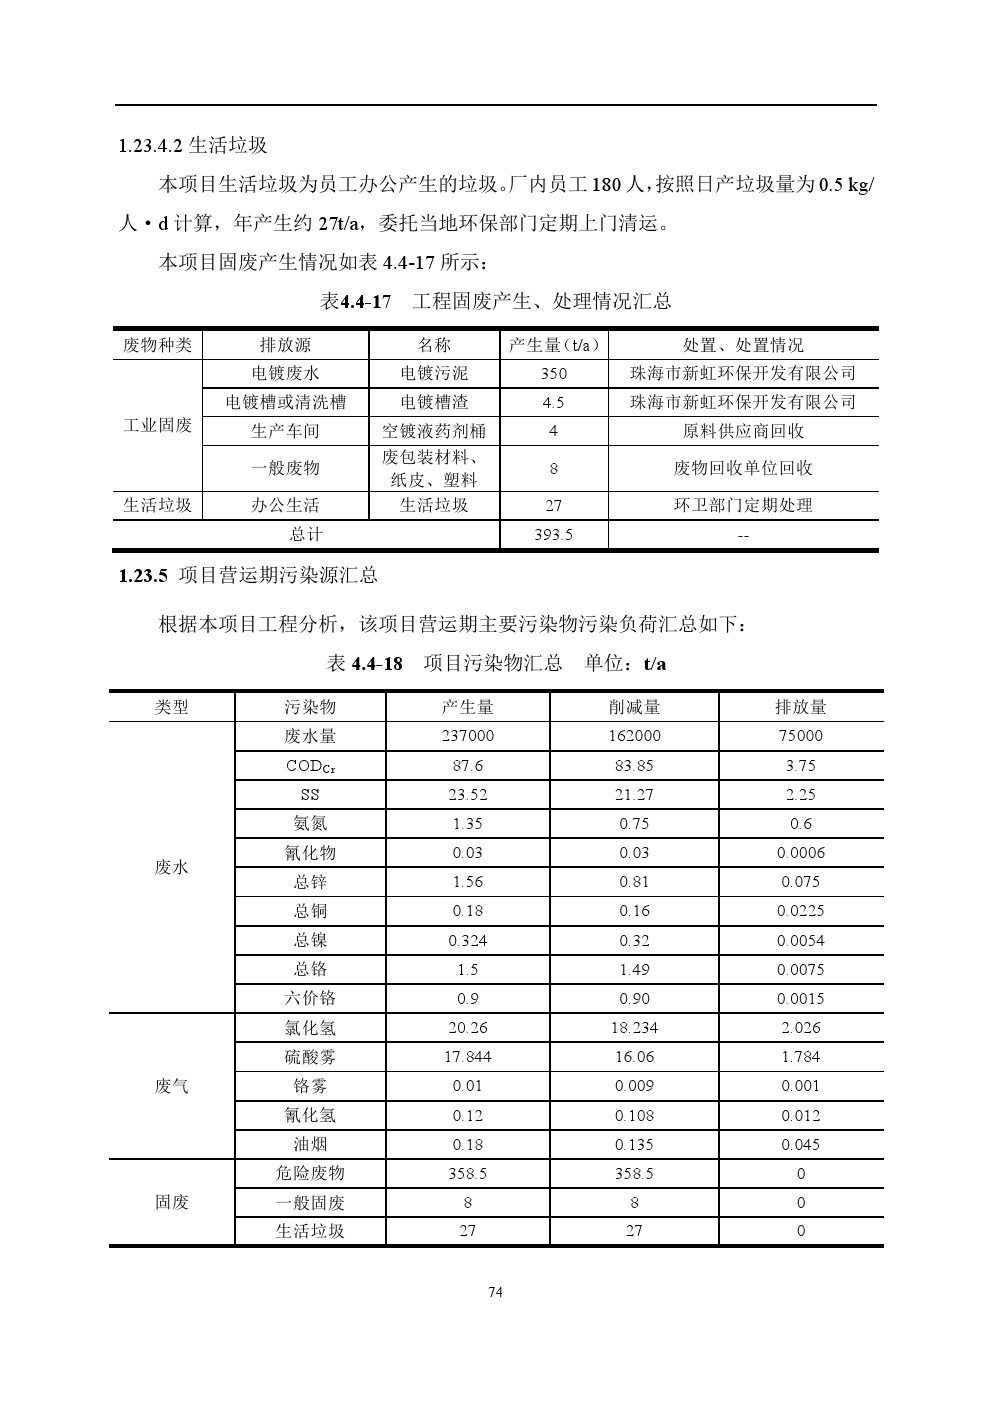 1.23.4.2 生活垃圾
本项目生活垃圾为员工办公产生的垃圾。厂内员工 180 人，按照日产垃圾量为 0.5 kg/
人·d 计算，年产生约 27t/a，委托当地环保部门定期上门清运。
本项目固废产生情况如表 4.4-17 所示：
表4.4-17 工程固废产生、处理情况汇总
废物种类 排放源 名称 产生量（t/a） 处置、处置情况
工业固废 电镀废水 电镀污泥 350 珠海市新虹环保开发有限公司
电镀槽或清洗槽 电镀槽渣 4.5 珠海市新虹环保开发有限公司
生产车间 空镀液药剂桶 4 原料供应商回收
一般废物 废包装材料、
纸皮、塑料 8 废物回收单位回收
生活垃圾 办公生活 生活垃圾 27 环卫部门定期处理
总计 393.5 --
1.23.5 项目营运期污染源汇总
根据本项目工程分析，该项目营运期主要污染物污染负荷汇总如下：
表 4.4-18 项目污染物汇总 单位：t/a
类型 污染物 产生量 削减量 排放量
废水 废水量 237000 162000 75000
CODCr 87.6 83.85 3.75
SS 23.52 21.27 2.25
氨氮 1.35 0.75 0.6
氰化物 0.03 0.03 0.0006
总锌 1.56 0.81 0.075
总铜 0.18 0.16 0.0225
总镍 0.324 0.32 0.0054
总铬 1.5 1.49 0.0075
六价铬 0.9 0.90 0.0015
废气 氯化氢 20.26 18.234 2.026
硫酸雾 17.844 16.06 1.784
铬雾 0.01 0.009 0.001
氰化氢 0.12 0.108 0.012
油烟 0.18 0.135 0.045
固废 危险废物 358.5 358.5 0
一般固废 8 8 0
生活垃圾 27 27 0
74